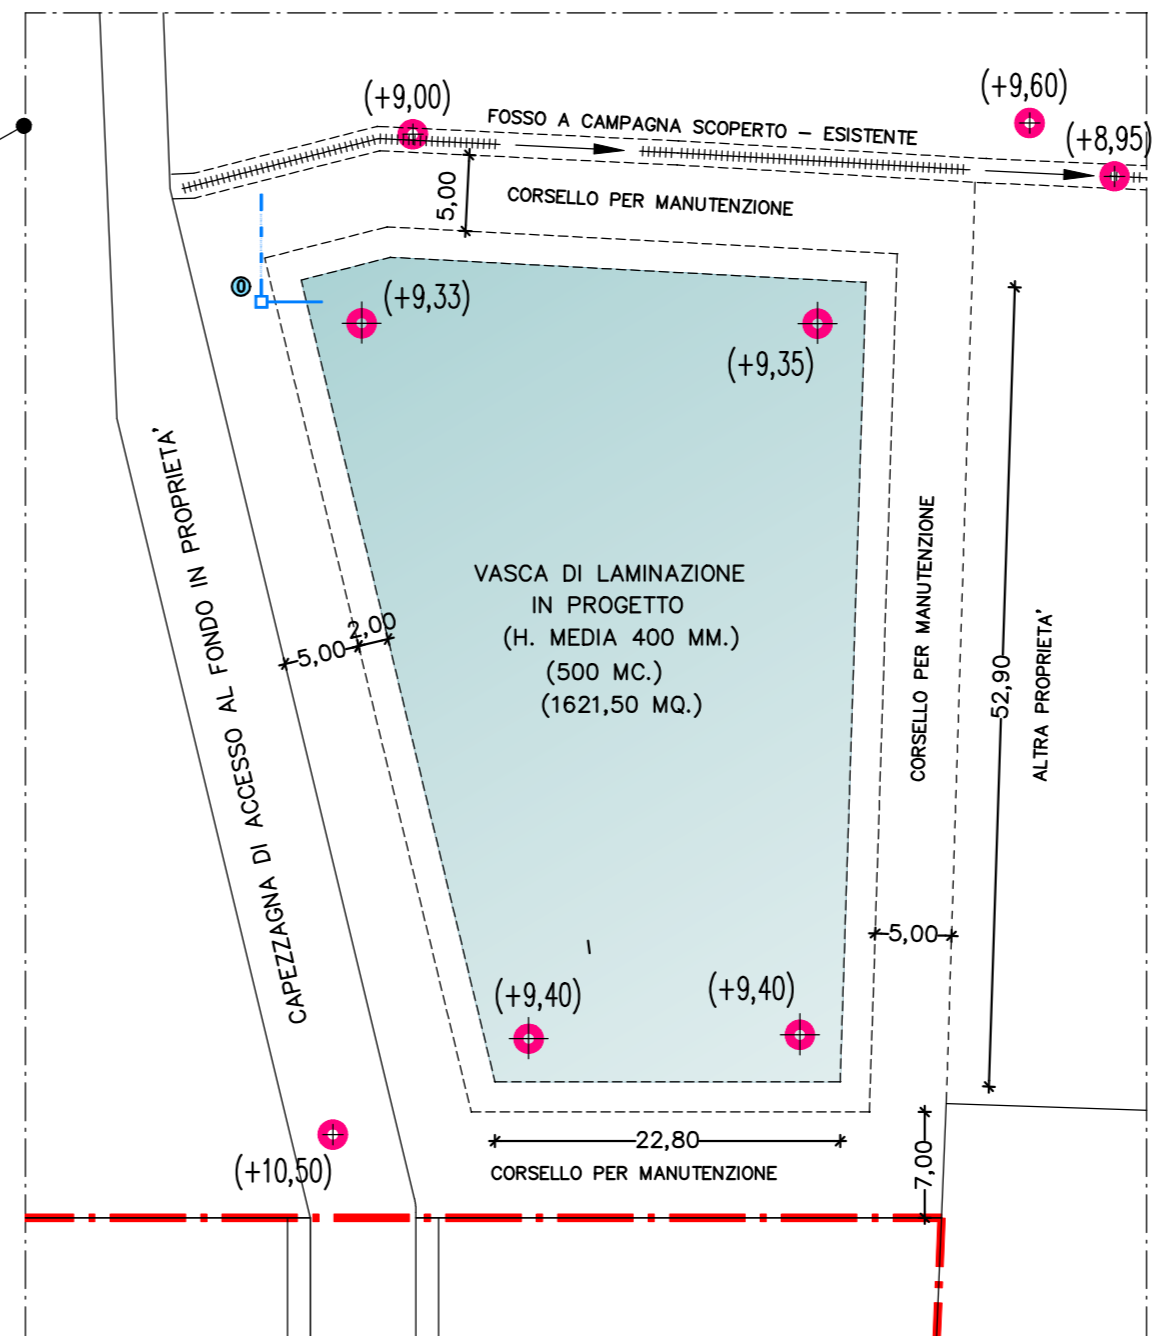 (+9,00)
(+9,60)
FOSSO A CAMPAGNA SCOPERTO – ESISTENTE
(+8,95)
5,00
CORSELLO PER MANUTENZIONE
0
(+9,33)
(+9,35)
CAPEZZAGNA DI ACCESSO AL FONDO IN PROPRIETA'
VASCA DI LAMINAZIONE
IN PROGETTO
(H. MEDIA 400 MM.)
(500 MC.)
(1621,50 MQ.)
5,00
2,00
CORSELLO PER MANUTENZIONE
52,90
ALTRA PROPRIETA'
5,00
(+9,40)
(+9,40)
(+10,50)
22,80
CORSELLO PER MANUTENZIONE
7,00